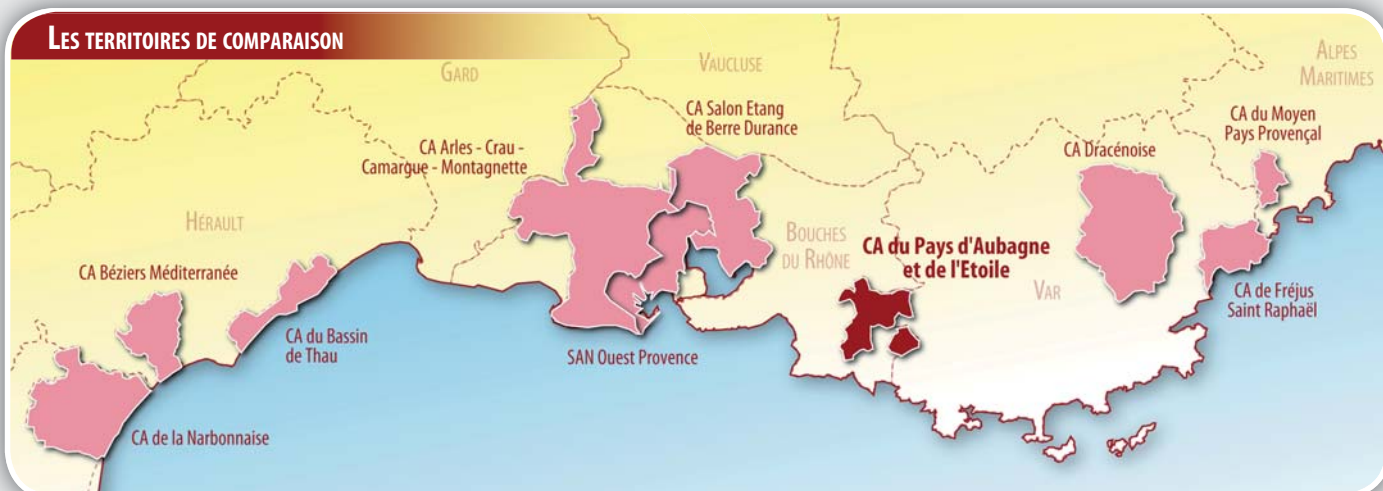 LES TERRITOIRES DE COMPARAISON
GARD
VAUCLUSE
ALPES
MARITIMES
CA Salon Etang
de Berre Durance
CA du Moyen
Pays Provençal
CA Arles - Crau -
Camargue - Montagnette
CA Dracénoise
HÉRAULT
BOUCHES
DU RHÔNE
CA du Pays d'Aubagne
et de l'Etoile
CA Béziers Méditerranée
VAR
CA de Fréjus
Saint Raphaël
CA du Bassin
de Thau
SAN Ouest Provence
CA de la Narbonnaise